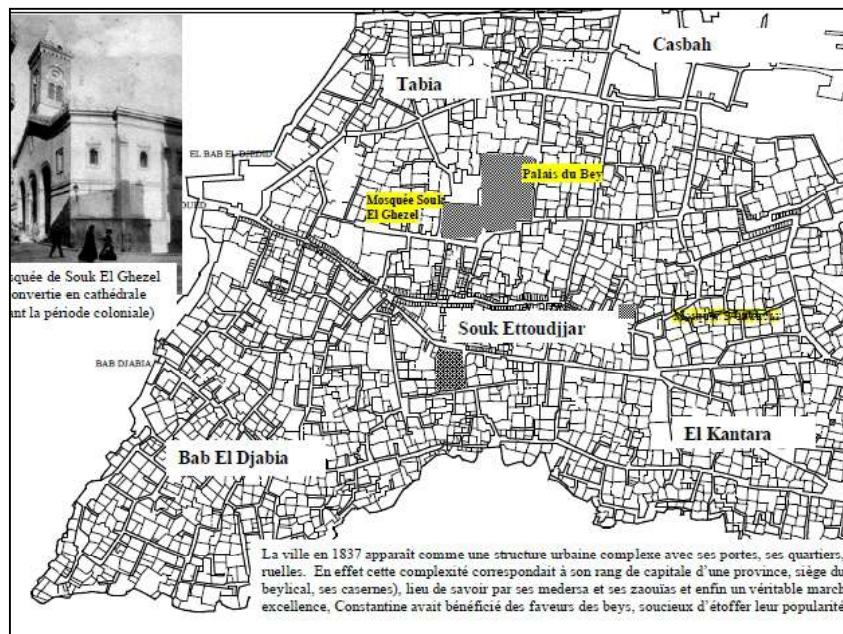 Casbah
Tabia
EL BAB EL DJEDID
Palais du Bey
Mosquée Souk
El Ghezel
squée de Souk El Ghezel
onvertie en cathédrale
ant la période coloniale)
Souk Ettoudjjar
BAB DJABIA
El Kantara
Bab El Djabia
La ville en 1837 apparaît comme une structure urbaine complexe avec ses portes, ses quartiers,
ruelles. En effet cette complexité correspondait à son rang de capitale d'une province, siège du
beylical, ses casernes), lieu de savoir par ses medersa et ses zaouïas et enfin un véritable march
excellence, Constantine avait bénéficié des faveurs des beys, soucieux d'étoffer leur popularité